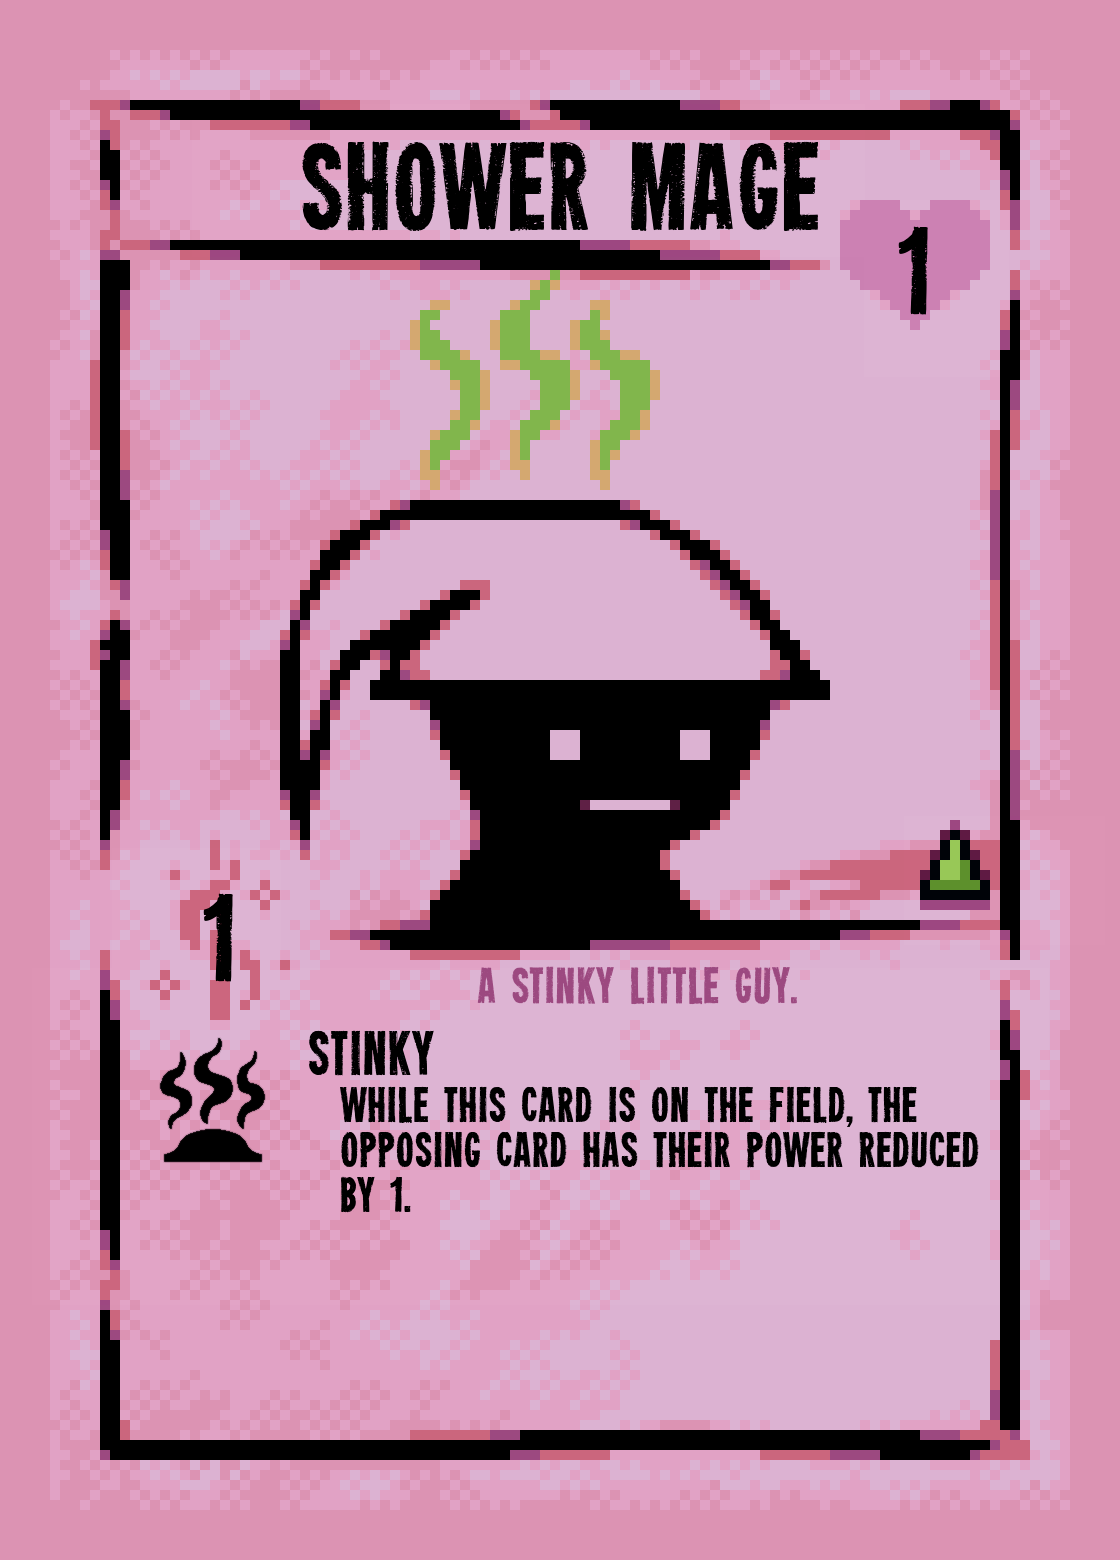 SHOWER MAGE
1
1
A STINKY LITTLE GUY.
STINKY
WHILE THIS CARD IS ON THE FIELD, THE
OPPOSING CARD HAS THEIR POWER REDUCED
BY 1.